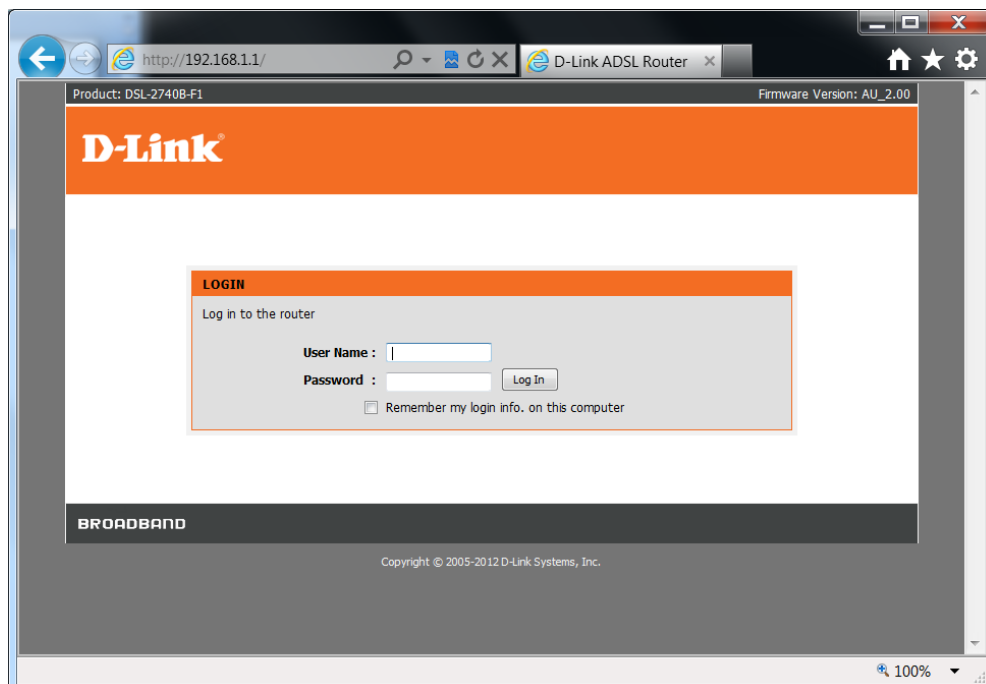 http://192.168.1.1/
D-Link ADSL Router
Product: DSL-2740B-F1
Firmware Version: AU_2.00
D-Link®
LOGIN
Log in to the router
User Name :
Password :
Log In
Remember my login info. on this computer
BROADBAND
Copyright © 2005-2012 D-Link Systems, Inc.
100%